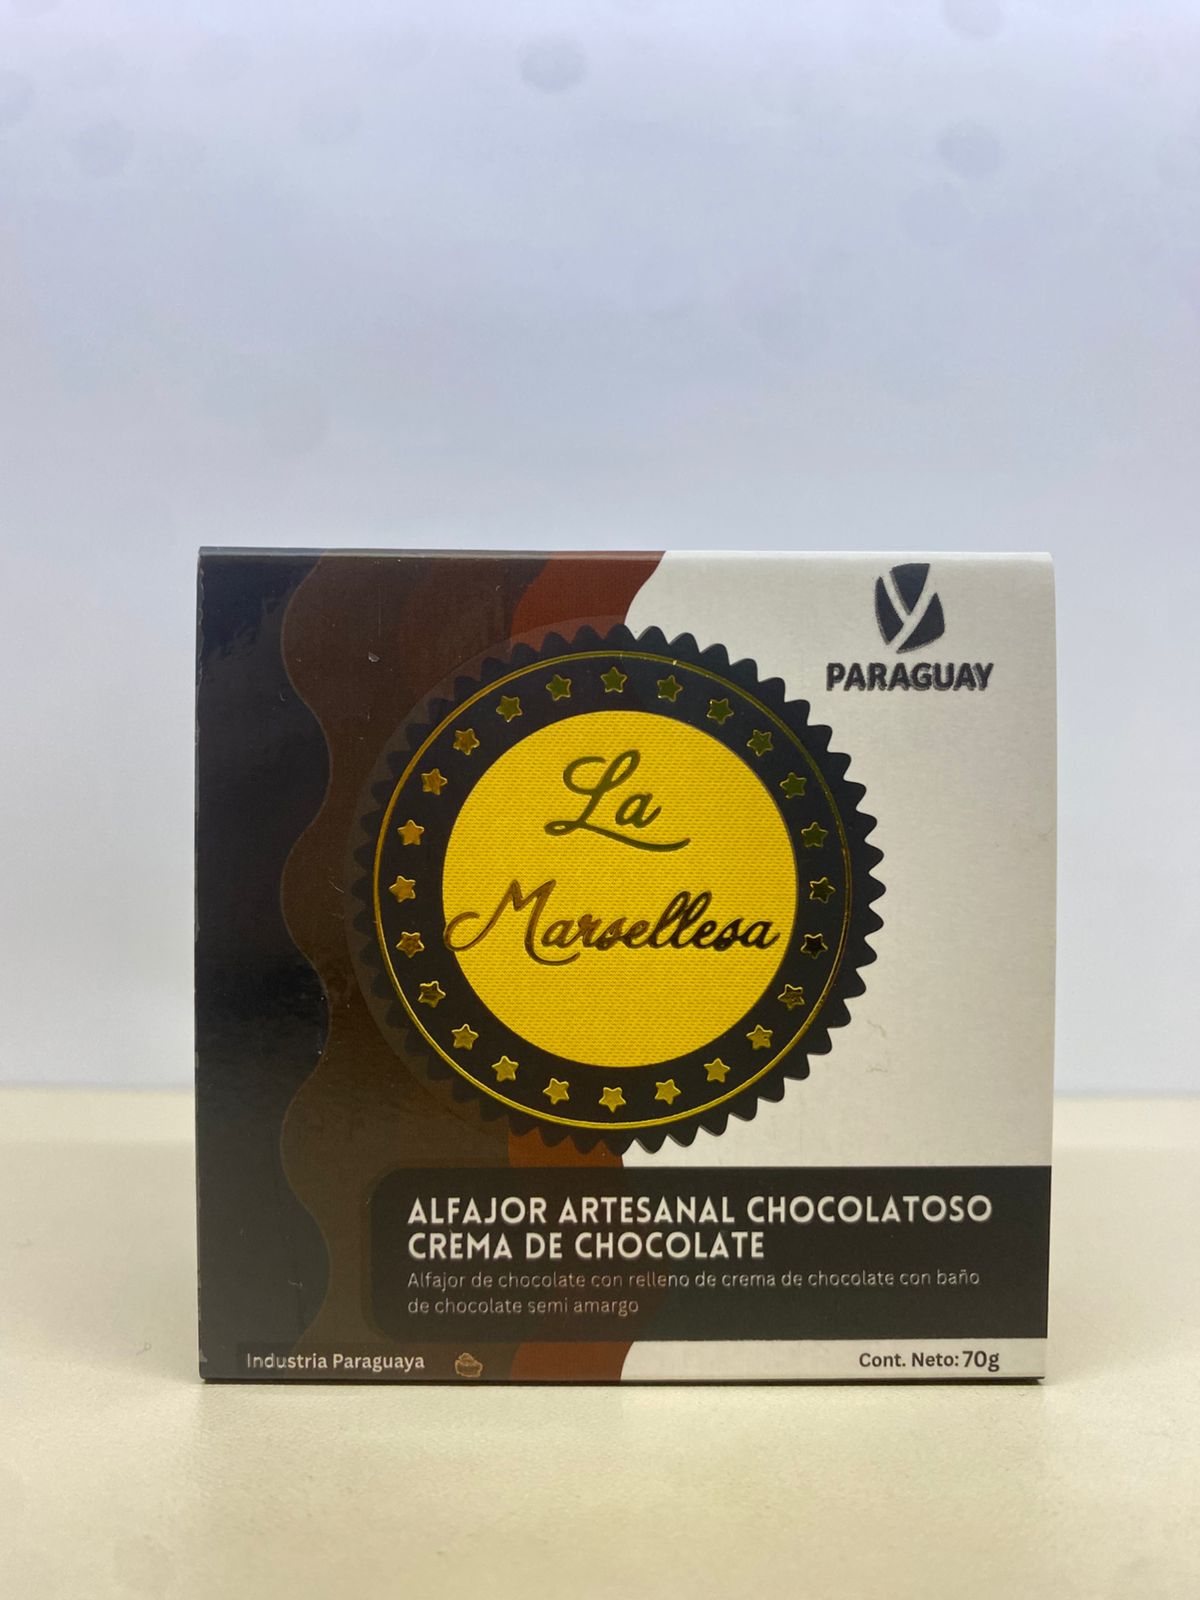 PARAGUAY
La
Marsellesa
ALFAJOR ARTESANAL CHOCOLATOSO
CREMA DE CHOCOLATE
Alfajor de chocolate con relleno de crema de chocolate con baño
de chocolate semi amargo
Industria Paraguaya
Cont. Neto: 70g